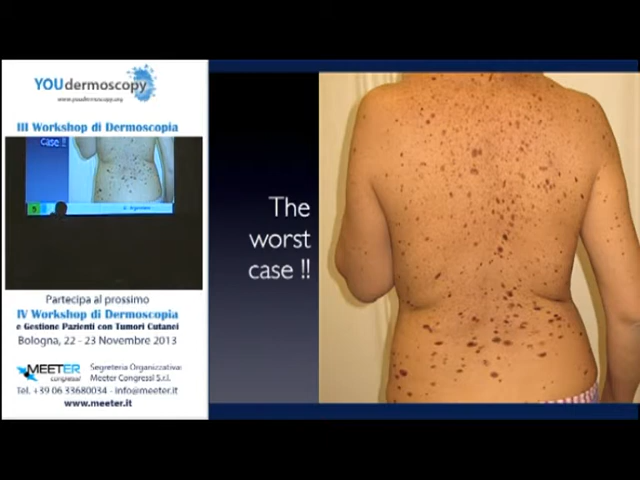 YOUdermoscopy
www.youdermoscopy.org
III Workshop di Dermoscopia
case !!
The
worst
case !!
Partecipa al prossimo
IV Workshop di Dermoscopia
e Gestione Pazienti con Tumori Cutanei
Bologna, 22 - 23 Novembre 2013
MEETER
congressi
Segreteria Organizzativa:
Meeter Congressi S.r.l.
Tel. +39 06 33680034 - info@meeter.it
www.meeter.it